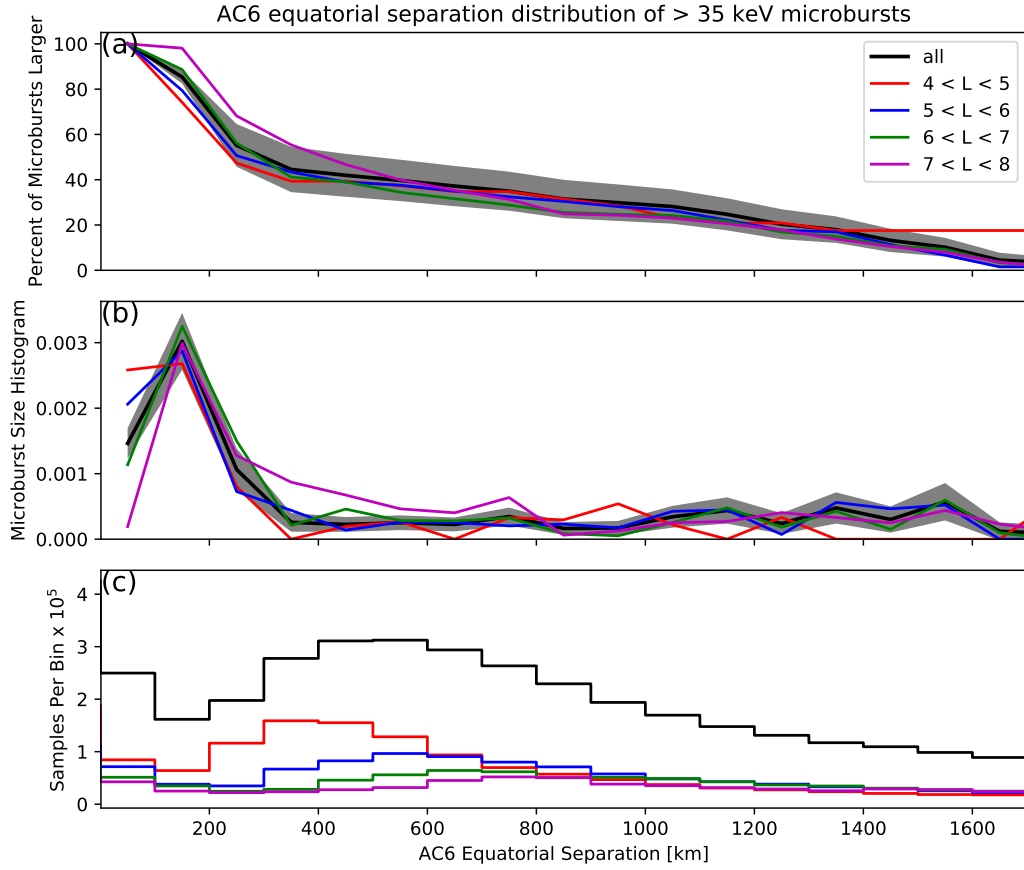 AC6 equatorial separation distribution of > 35 keV microbursts
(a)
Percent of Microbursts Larger
100
80
60
40
20
0
all
4 < L < 5
5 < L < 6
6 < L < 7
7 < L < 8
(b)
Microburst Size Histogram
0.003
0.002
0.001
0.000
(c)
Samples Per Bin x 10⁵
4
3
2
1
0
200 400 600 800 1000 1200 1400 1600
AC6 Equatorial Separation [km]